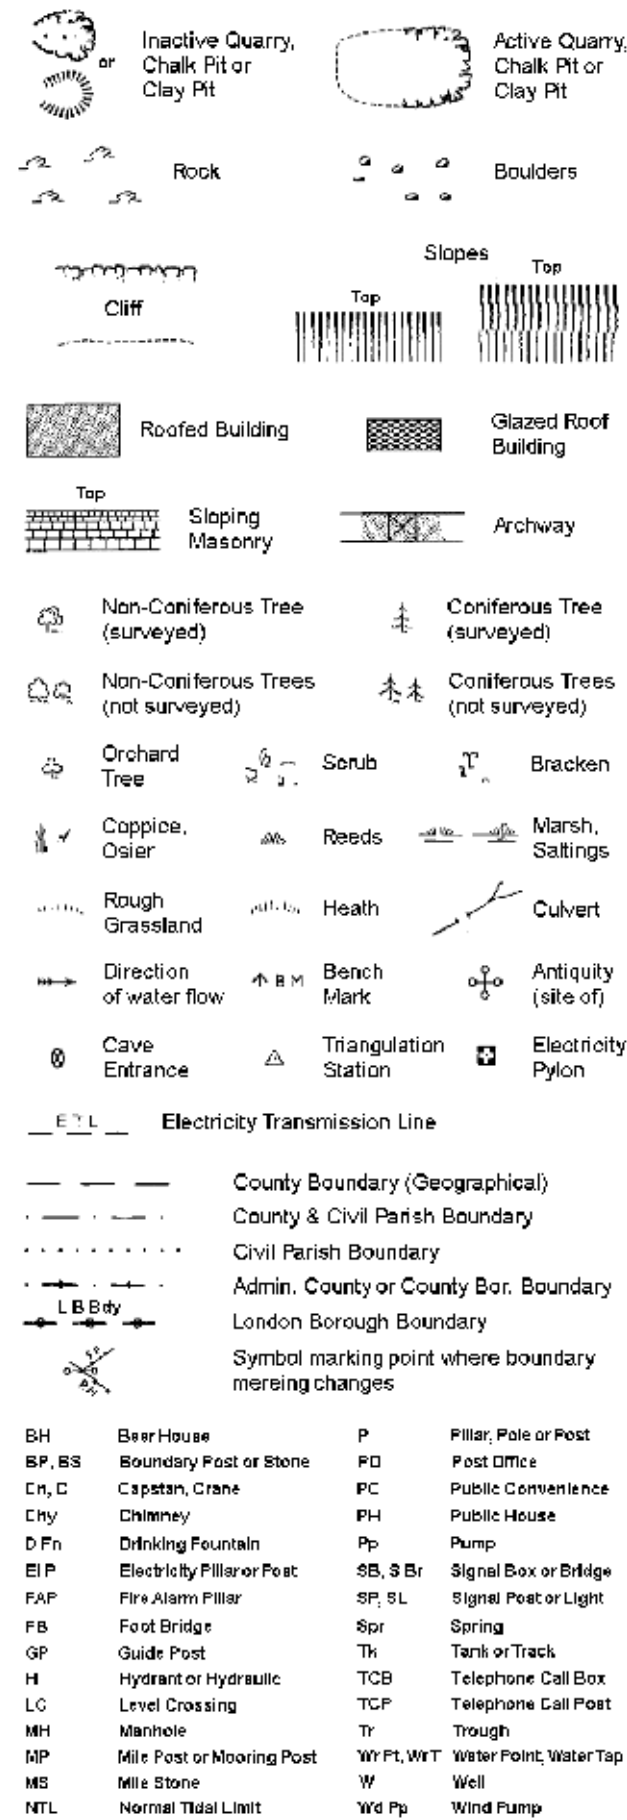 or
Inactive Quarry,
Chalk Pit or
Clay Pit
Active Quarry,
Chalk Pit or
Clay Pit
Rock
Boulders
Cliff
Slopes
Top
Top
Roofed Building
Glazed Roof
Building
Top
Sloping
Masonry
Archway
Non-Coniferous Tree
(surveyed)
Coniferous Tree
(surveyed)
Non-Coniferous Trees
(not surveyed)
Coniferous Trees
(not surveyed)
Orchard
Tree
Scrub
Bracken
Coppice,
Osier
Reeds
Marsh,
Saltings
Rough
Grassland
Heath
Culvert
Direction
of water flow
B M
Bench
Mark
Antiquity
(site of)
Cave
Entrance
Triangulation
Station
Electricity
Pylon
E T L
Electricity Transmission Line
County Boundary (Geographical)
County & Civil Parish Boundary
Civil Parish Boundary
Admin. County or County Bor. Boundary
L B Bdy
London Borough Boundary
Symbol marking point where boundary
mereing changes
BH Beer House
BP, BS Boundary Post or Stone
Cn, C Capstan, Crane
Chy Chimney
D Fn Drinking Fountain
El P Electricity Pillar or Post
FAP Fire Alarm Pillar
FB Foot Bridge
GP Guide Post
H Hydrant or Hydraulic
LC Level Crossing
MH Manhole
MP Mile Post or Mooring Post
MS Mile Stone
NTL Normal Tidal Limit
P Pillar, Pole or Post
PO Post Office
PC Public Convenience
PH Public House
Pp Pump
SB, S Br Signal Box or Bridge
SP, SL Signal Post or Light
Spr Spring
Tk Tank or Track
TCB Telephone Call Box
TCP Telephone Call Post
Tr Trough
Wr Pt, Wr T Water Point, Water Tap
W Well
Wd Pp Wind Pump